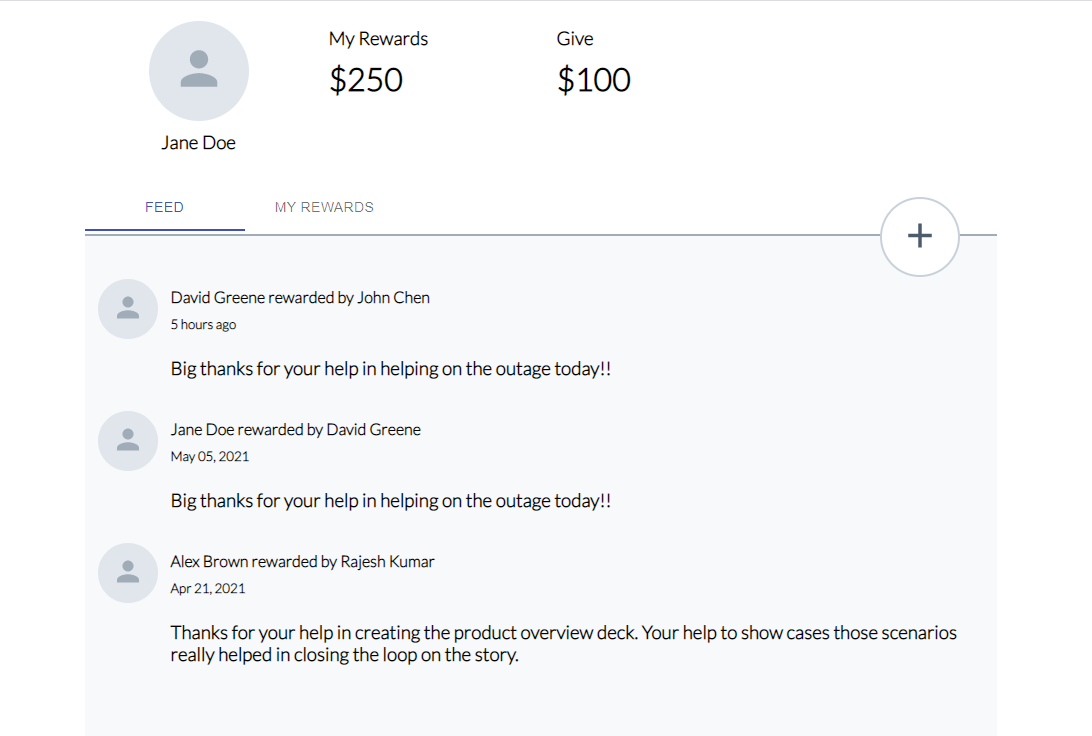 My Rewards
Give
$250
$100
Jane Doe
FEED
MY REWARDS
David Greene rewarded by John Chen
5 hours ago
Big thanks for your help in helping on the outage today!!
Jane Doe rewarded by David Greene
May 05, 2021
Big thanks for your help in helping on the outage today!!
Alex Brown rewarded by Rajesh Kumar
Apr 21, 2021
Thanks for your help in creating the product overview deck. Your help to show cases those scenarios
really helped in closing the loop on the story.